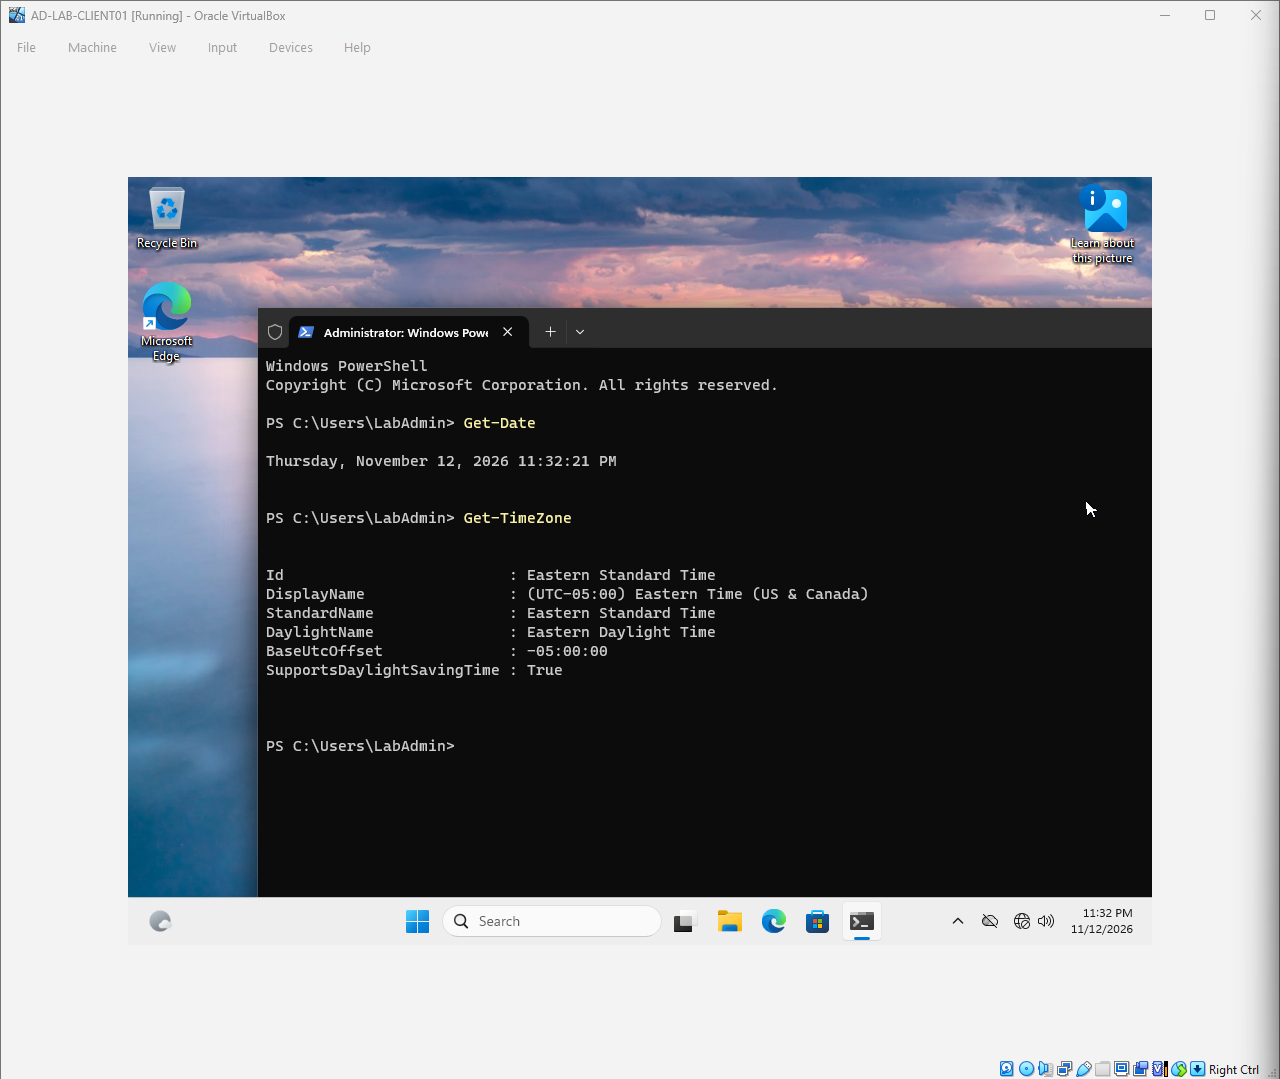 AD-LAB-CLIENT01 [Running] - Oracle VirtualBox
File Machine View Input Devices Help
Recycle Bin
Learn about
this picture
Microsoft
Edge
Administrator: Windows Powe
Windows PowerShell
Copyright (C) Microsoft Corporation. All rights reserved.
PS C:\Users\LabAdmin> Get-Date
Thursday, November 12, 2026 11:32:21 PM
PS C:\Users\LabAdmin> Get-TimeZone
Id : Eastern Standard Time
DisplayName : (UTC-05:00) Eastern Time (US & Canada)
StandardName : Eastern Standard Time
DaylightName : Eastern Daylight Time
BaseUtcOffset : -05:00:00
SupportsDaylightSavingTime : True
PS C:\Users\LabAdmin>
Search
11:32 PM
11/12/2026
Right Ctrl